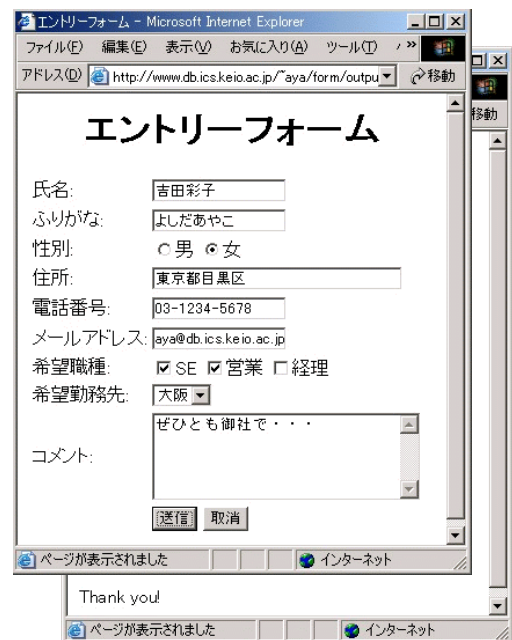 エントリーフォーム - Microsoft Internet Explorer
ファイル(F) 編集(E) 表示(V) お気に入り(A) ツール(T) »
アドレス(D) http://www.db.ics.keio.ac.jp/~aya/form/outpu 移動
移動
エントリーフォーム
氏名: 吉田彩子
ふりがな: よしだあやこ
性別: 男 女
住所: 東京都目黒区
電話番号: 03-1234-5678
メールアドレス: aya@db.ics.keio.ac.jp
希望職種: SE 営業 経理
希望勤務先: 大阪
ぜひとも御社で・・・
コメント:
送信 取消
ページが表示されました インターネット
Thank you!
ページが表示されました インターネット